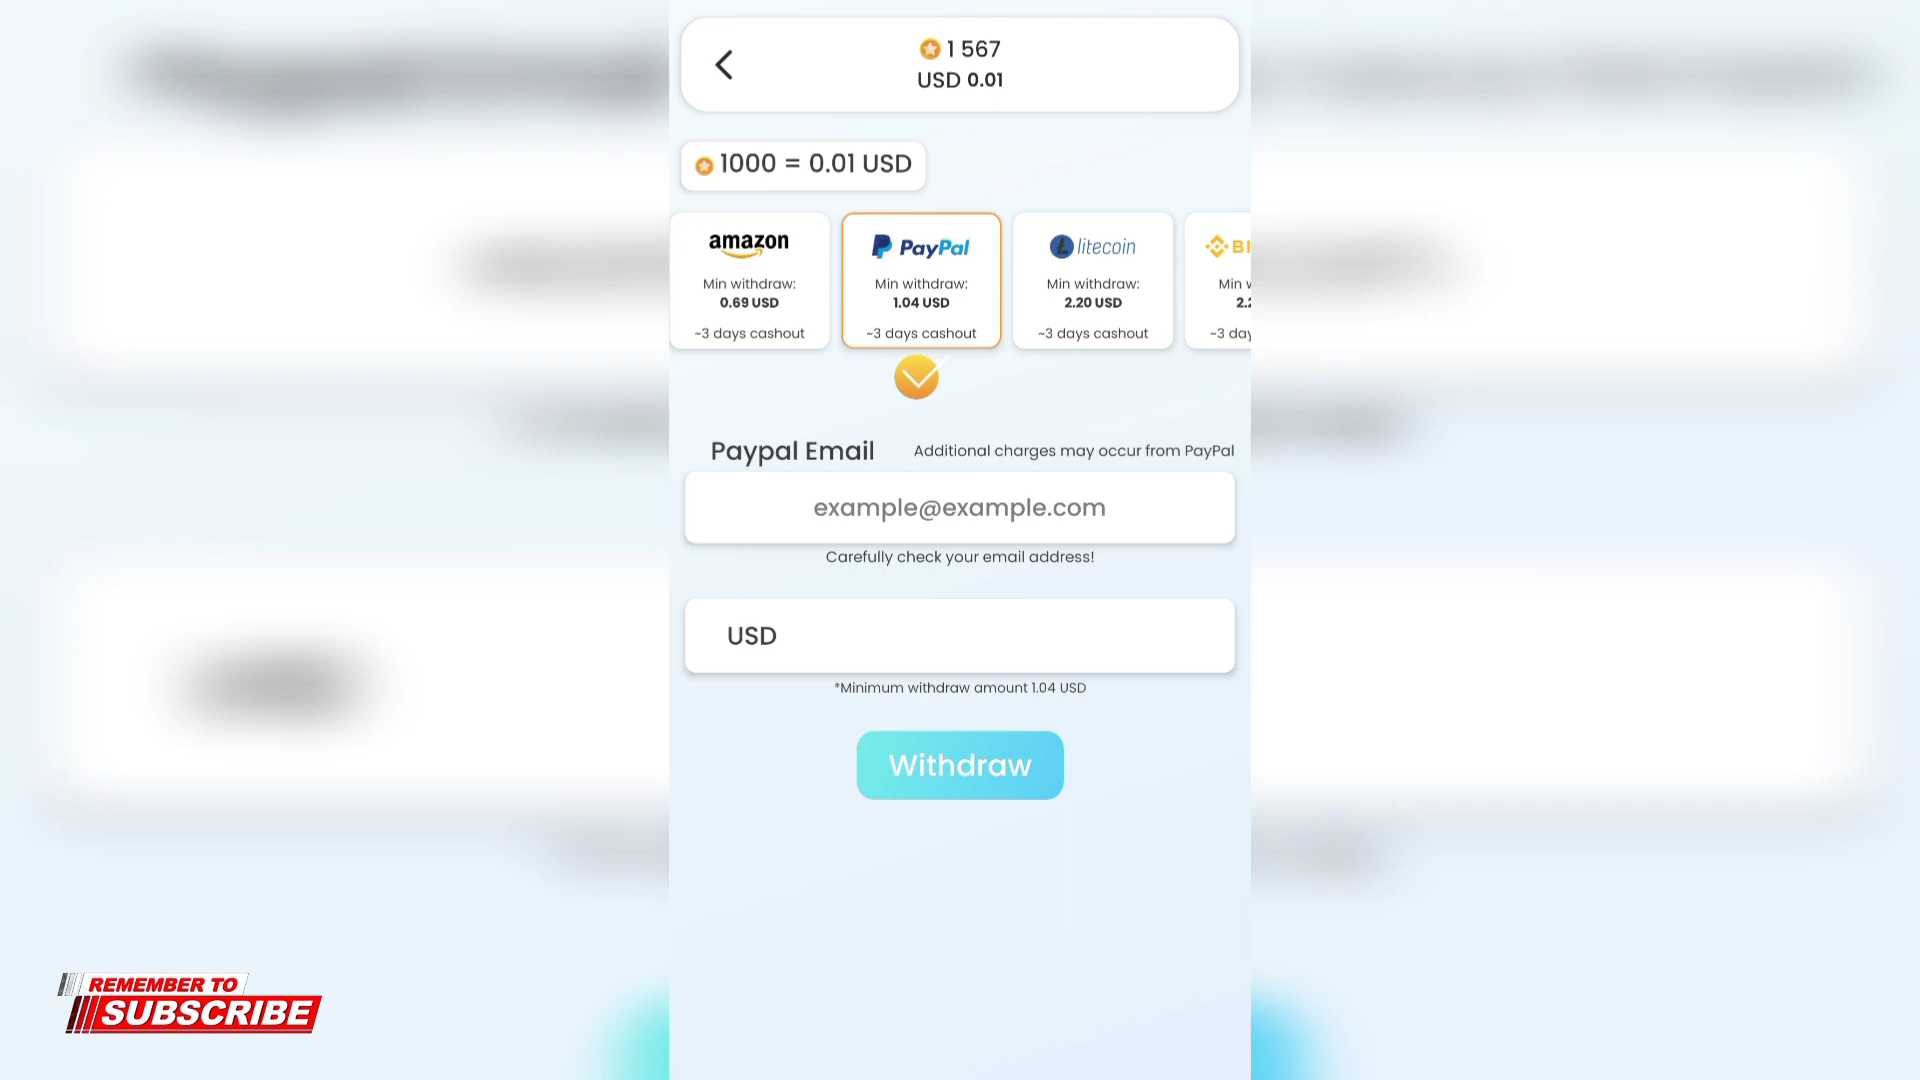 1 567
USD 0.01
1000 = 0.01 USD
amazon
Min withdraw:
0.69 USD
~3 days cashout
PayPal
Min withdraw:
1.04 USD
~3 days cashout
litecoin
Min withdraw:
2.20 USD
~3 days cashout
Min
~3
Paypal Email
Additional charges may occur from PayPal
example@example.com
Carefully check your email address!
USD
*Minimum withdraw amount 1.04 USD
Withdraw
REMEMBER TO
SUBSCRIBE